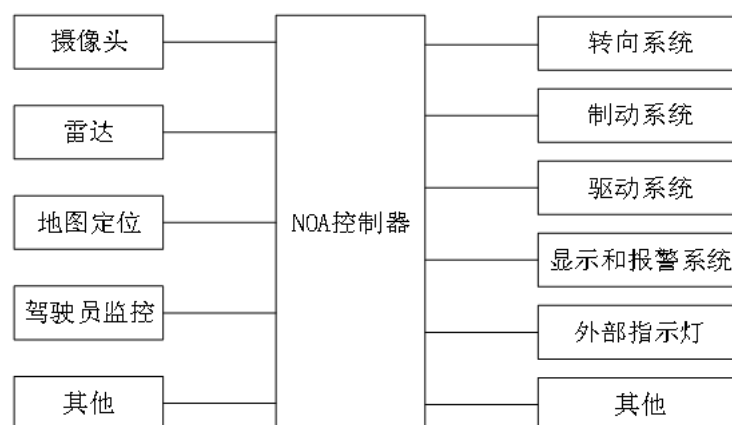 摄像头
雷达
地图定位
驾驶员监控
其他
NOA控制器
转向系统
制动系统
驱动系统
显示和报警系统
外部指示灯
其他